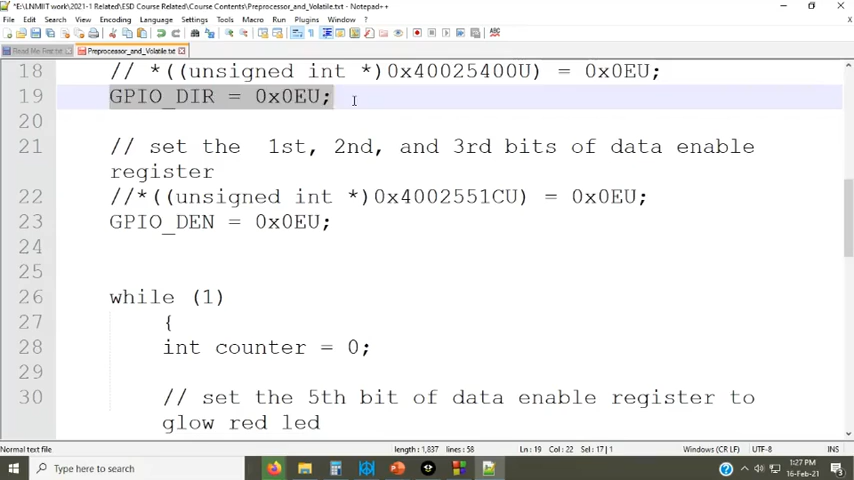 *E:\LNMIIT work\2021-1 Related\ESD Course Related\Course Contents\Preprocessor_and_Volatile.txt - Notepad++
File Edit Search View Encoding Language Settings Tools Macro Run Plugins Window ?
Read Me First.txt Preprocessor_and_Volatile.txt
18 // *((unsigned int *)0x40025400U) = 0x0EU;
19 GPIO_DIR = 0x0EU;
20
21 // set the 1st, 2nd, and 3rd bits of data enable
register
22 //*((unsigned int *)0x4002551CU) = 0x0EU;
23 GPIO_DEN = 0x0EU;
24
25
26 while (1)
27 {
28 int counter = 0;
29
30 // set the 5th bit of data enable register to
glow red led
Normal text file length : 1,837 lines : 58 Ln : 19 Col : 22 Sel : 17 | 1 Windows (CR LF) UTF-8 INS
Type here to search 1:27 PM
16-Feb-21